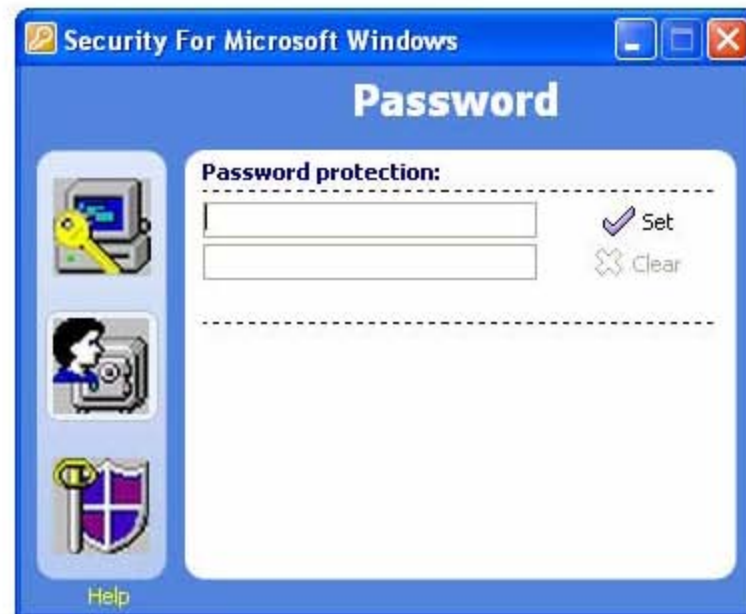 Security For Microsoft Windows
Password
Password protection:
Set
Clear
Help